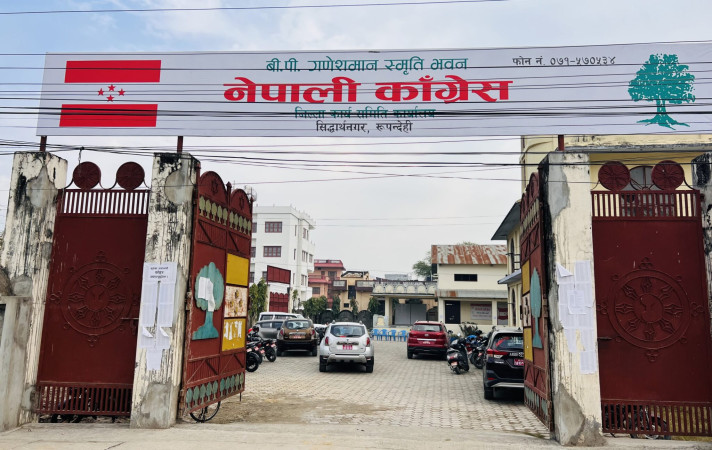 बी.पी. गणेशमान स्मृति भवन
फोन नं. ०७१-५७०५३४
नेपाली काँग्रेस
जिल्ला कार्य समिति कार्यालय
सिद्धार्थनगर, रूपन्देही